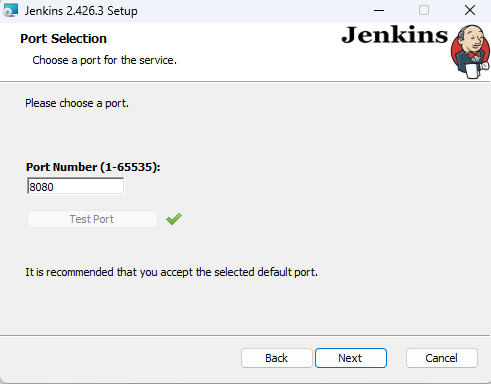 Jenkins 2.426.3 Setup
Port Selection
Jenkins
Choose a port for the service.
Please choose a port.
Port Number (1-65535):
8080
Test Port
It is recommended that you accept the selected default port.
Back
Next
Cancel